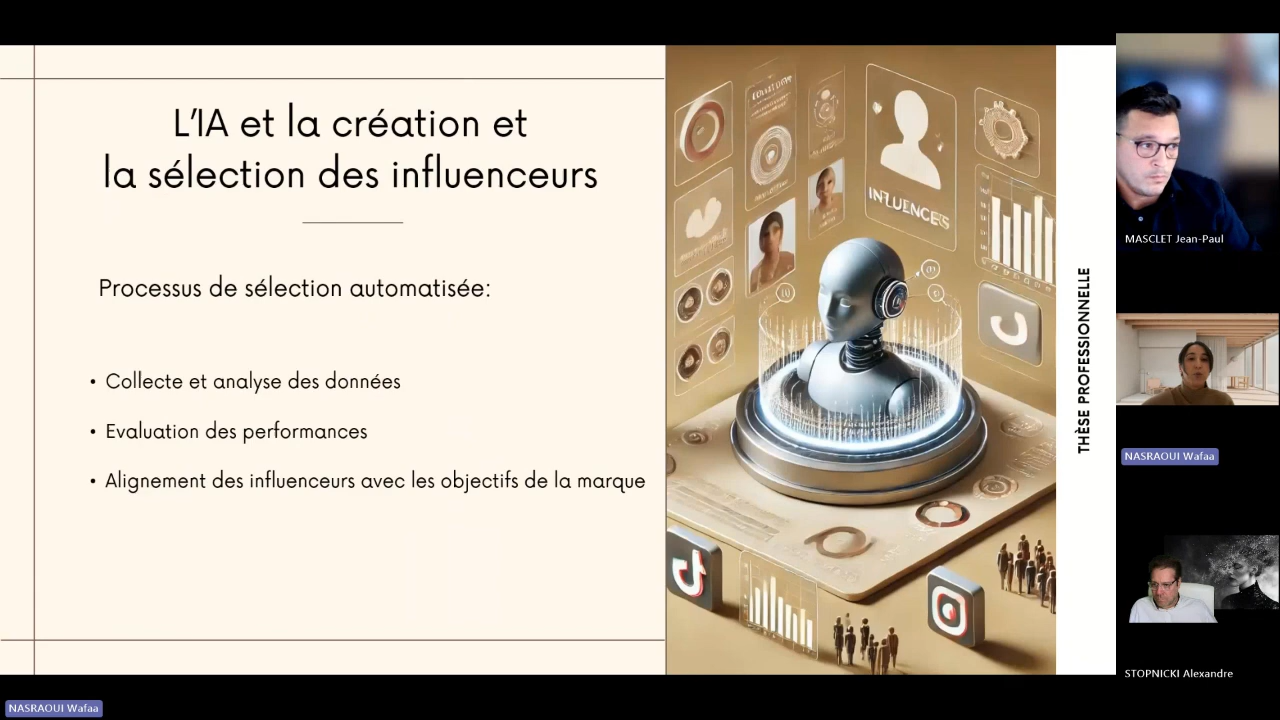 L'IA et la création et
la sélection des influenceurs
Processus de sélection automatisée:
• Collecte et analyse des données
• Evaluation des performances
• Alignement des influenceurs avec les objectifs de la marque
INFLUENCES
THÈSE PROFESSIONNELLE
MASCLET Jean-Paul
NASRAOUI Wafaa
STOPNICKI Alexandre
NASRAOUI Wafaa